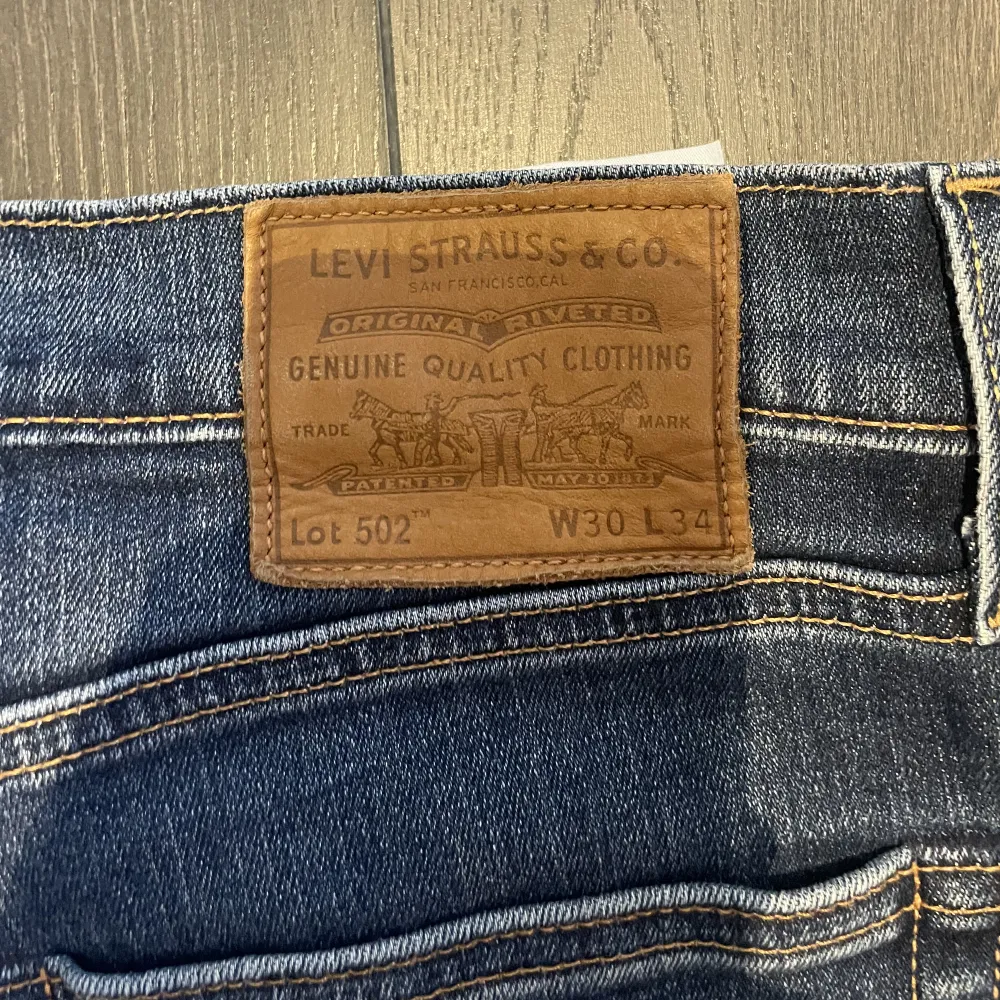 LEVI STRAUSS & CO.
SAN FRANCISCO, CAL
ORIGINAL RIVETED
GENUINE QUALITY CLOTHING
TRADE MARK
PATENTED MAY 20 1873
Lot 502™ W30 L34